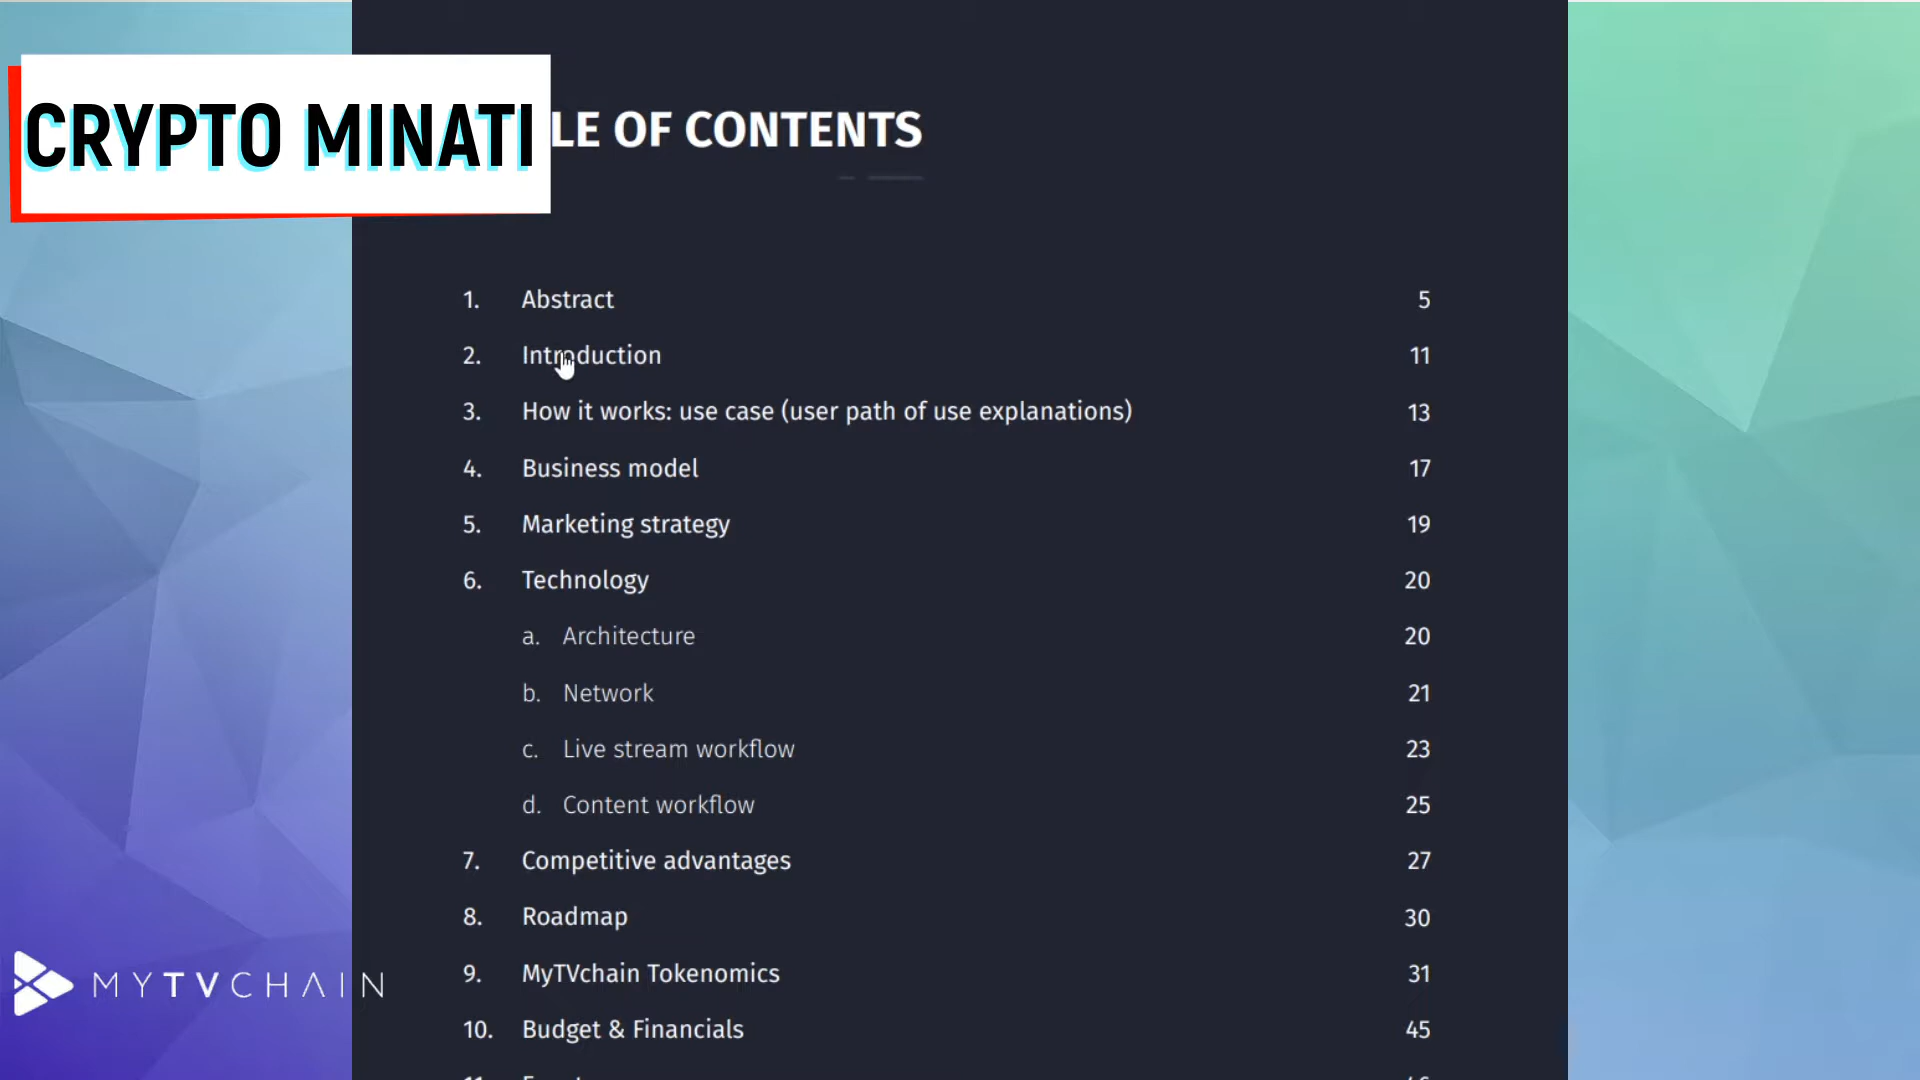 CRYPTO MINATI
LE OF CONTENTS
1. Abstract 5
2. Introduction 11
3. How it works: use case (user path of use explanations) 13
4. Business model 17
5. Marketing strategy 19
6. Technology 20
a. Architecture 20
b. Network 21
c. Live stream workflow 23
d. Content workflow 25
7. Competitive advantages 27
8. Roadmap 30
9. MyTVchain Tokenomics 31
10. Budget & Financials 45
MYTVCHAIN